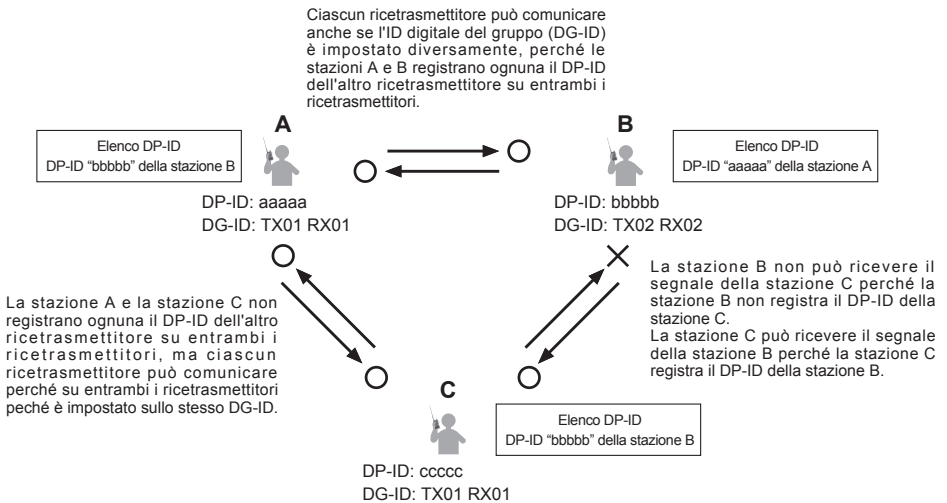 Ciascun ricetrasmettitore può comunicare
anche se l'ID digitale del gruppo (DG-ID)
è impostato diversamente, perché le
stazioni A e B registrano ognuna il DP-ID
dell'altro ricetrasmettitore su entrambi i
ricetrasmettitori.
A
B
Elenco DP-ID
DP-ID “bbbbb” della stazione B
Elenco DP-ID
DP-ID “aaaaa” della stazione A
DP-ID: aaaaa
DG-ID: TX01 RX01
DP-ID: bbbbb
DG-ID: TX02 RX02
La stazione A e la stazione C non
registrano ognuna il DP-ID dell'altro
ricetrasmettitore su entrambi i
ricetrasmettitori, ma ciascun
ricetrasmettitore può comunicare
perché su entrambi i ricetrasmettitori
peché è impostato sullo stesso DG-ID.
La stazione B non può ricevere il
segnale della stazione C perché la
stazione B non registra il DP-ID della
stazione C.
La stazione C può ricevere il segnale
della stazione B perché la stazione C
registra il DP-ID della stazione B.
C
Elenco DP-ID
DP-ID “bbbbb” della stazione B
DP-ID: ccccc
DG-ID: TX01 RX01